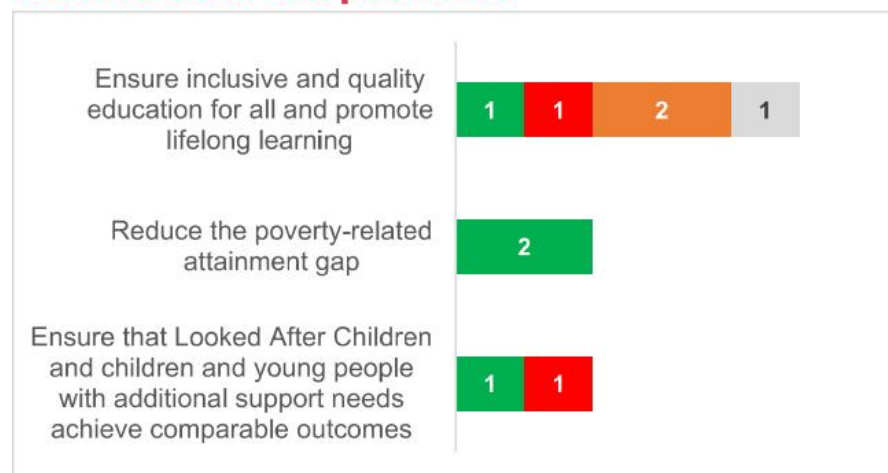 Ensure inclusive and quality
education for all and promote
lifelong learning
1 1 2 1
Reduce the poverty-related
attainment gap
2
Ensure that Looked After Children
and children and young people
with additional support needs
achieve comparable outcomes
1 1